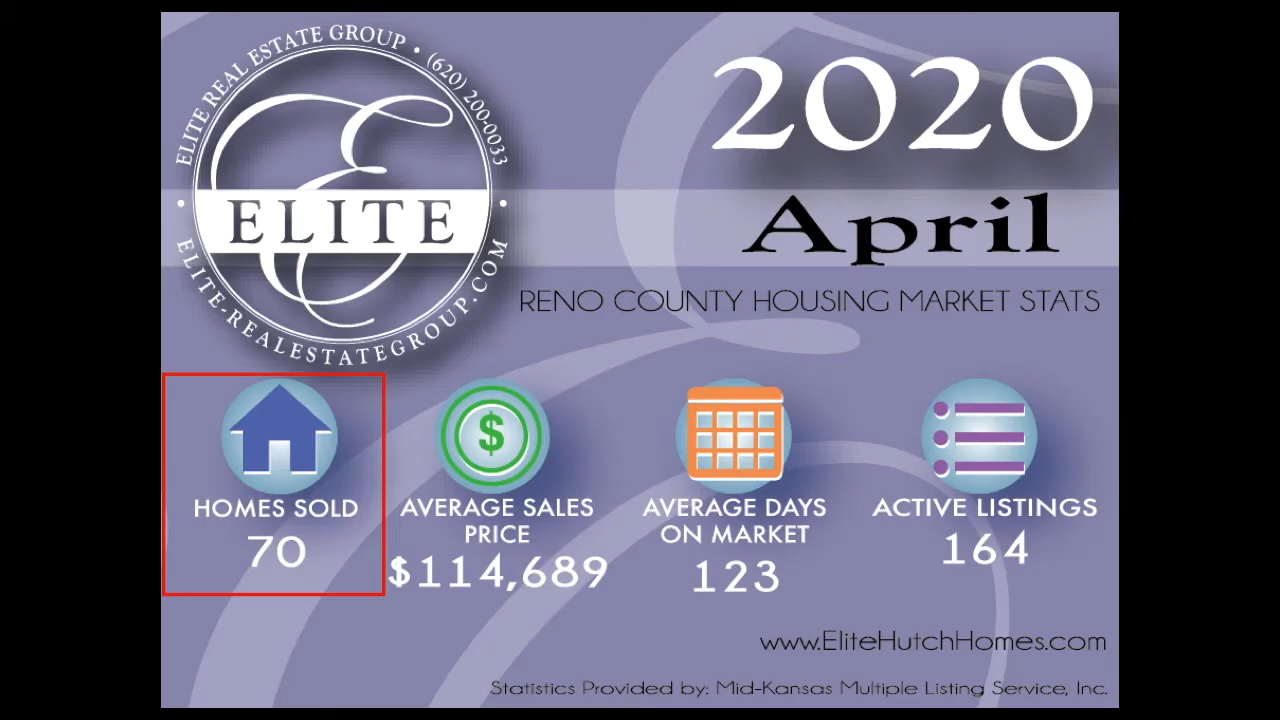 ELITE REAL ESTATE GROUP • (620) 200-0033
ELITE
ELITE-REALESTATEGROUP.COM
2020
April
RENO COUNTY HOUSING MARKET STATS
HOMES SOLD
70
AVERAGE SALES
PRICE
$114,689
AVERAGE DAYS
ON MARKET
123
ACTIVE LISTINGS
164
www.EliteHutchHomes.com
Statistics Provided by: Mid-Kansas Multiple Listing Service, Inc.